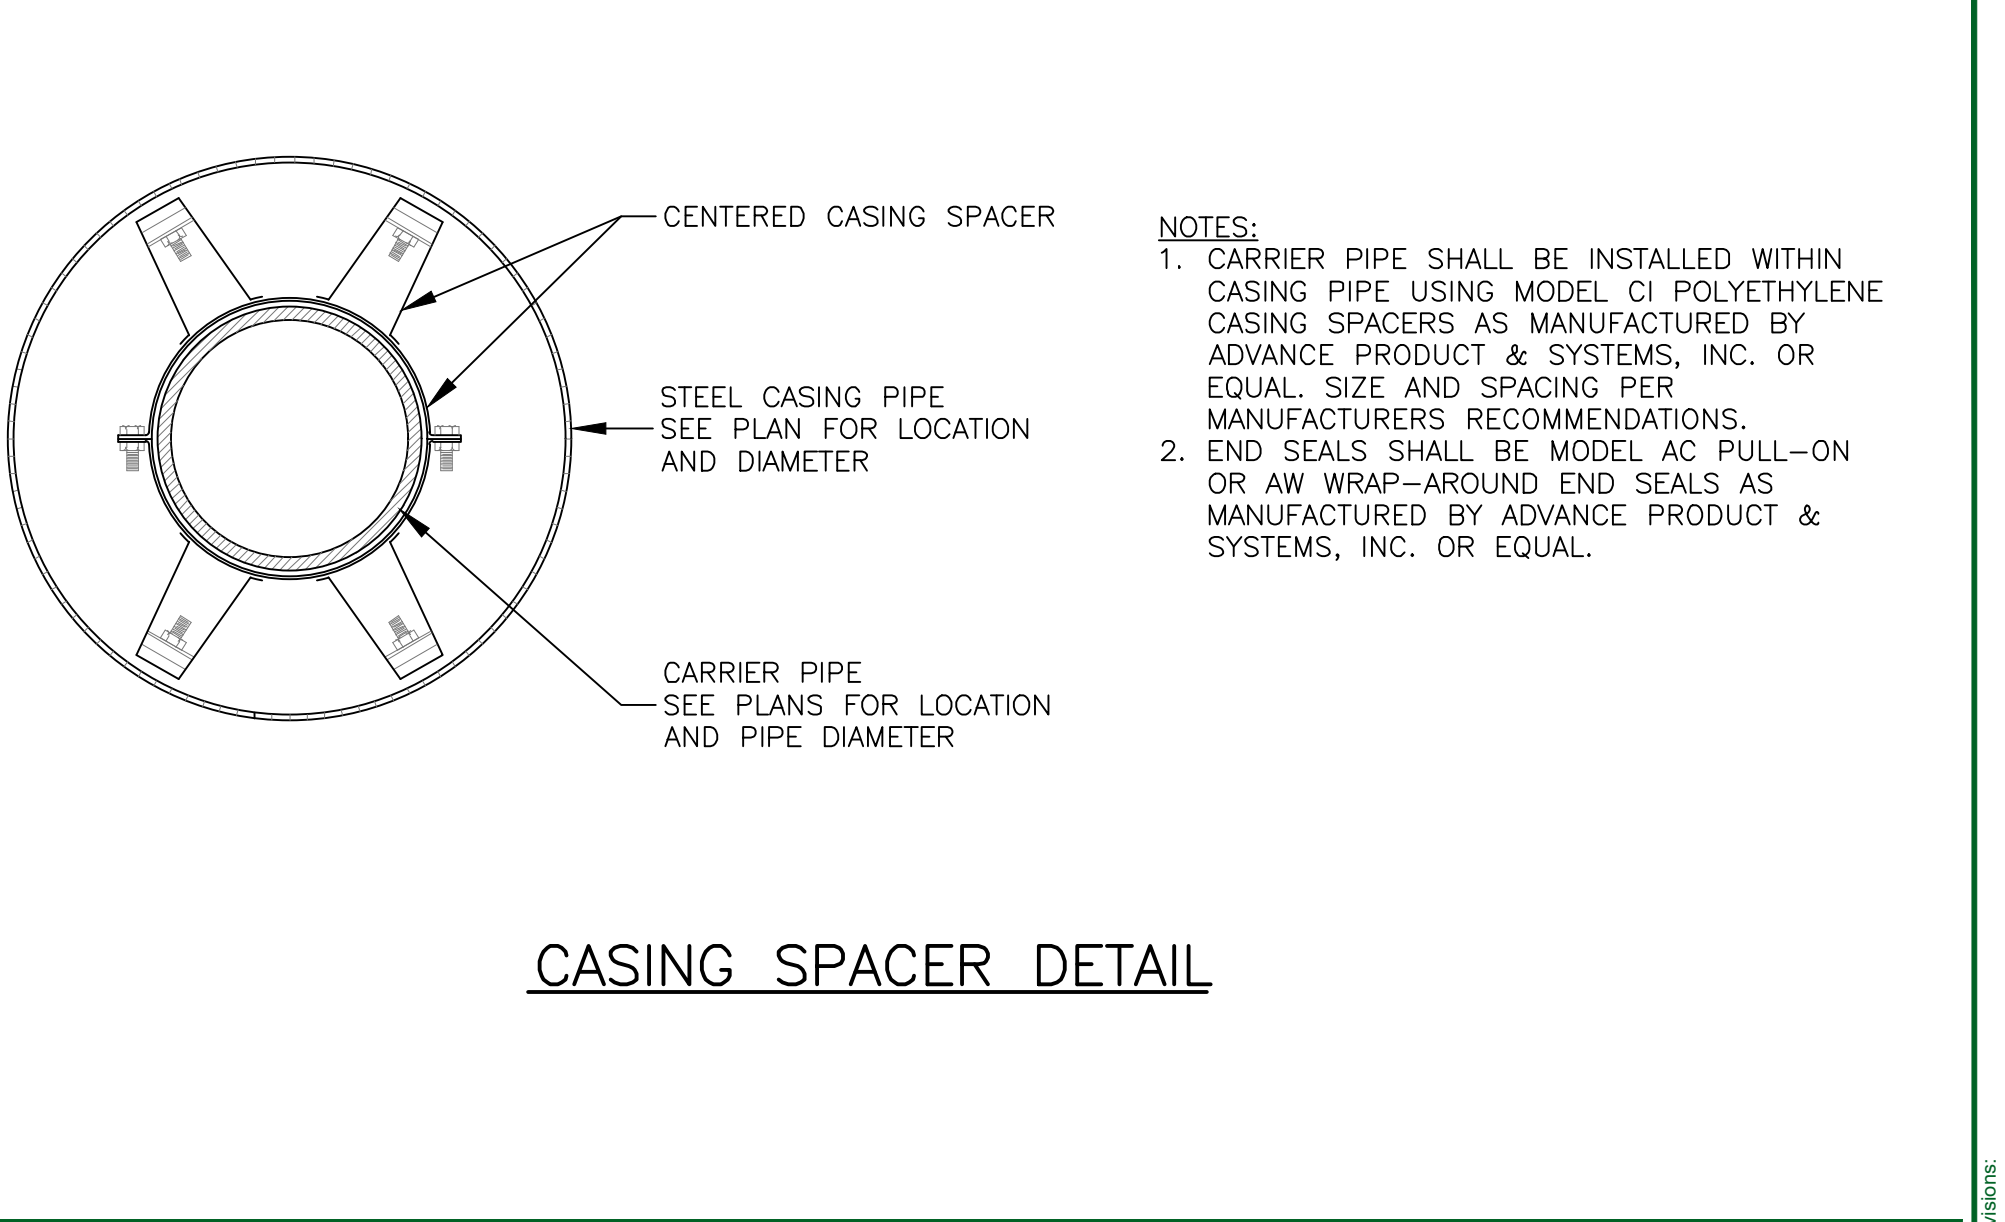 CENTERED CASING SPACER
STEEL CASING PIPE
SEE PLAN FOR LOCATION
AND DIAMETER
CARRIER PIPE
SEE PLANS FOR LOCATION
AND PIPE DIAMETER
NOTES:
1. CARRIER PIPE SHALL BE INSTALLED WITHIN
CASING PIPE USING MODEL CI POLYETHYLENE
CASING SPACERS AS MANUFACTURED BY
ADVANCE PRODUCT & SYSTEMS, INC. OR
EQUAL. SIZE AND SPACING PER
MANUFACTURERS RECOMMENDATIONS.
2. END SEALS SHALL BE MODEL AC PULL-ON
OR AW WRAP-AROUND END SEALS AS
MANUFACTURED BY ADVANCE PRODUCT &
SYSTEMS, INC. OR EQUAL.
CASING SPACER DETAIL